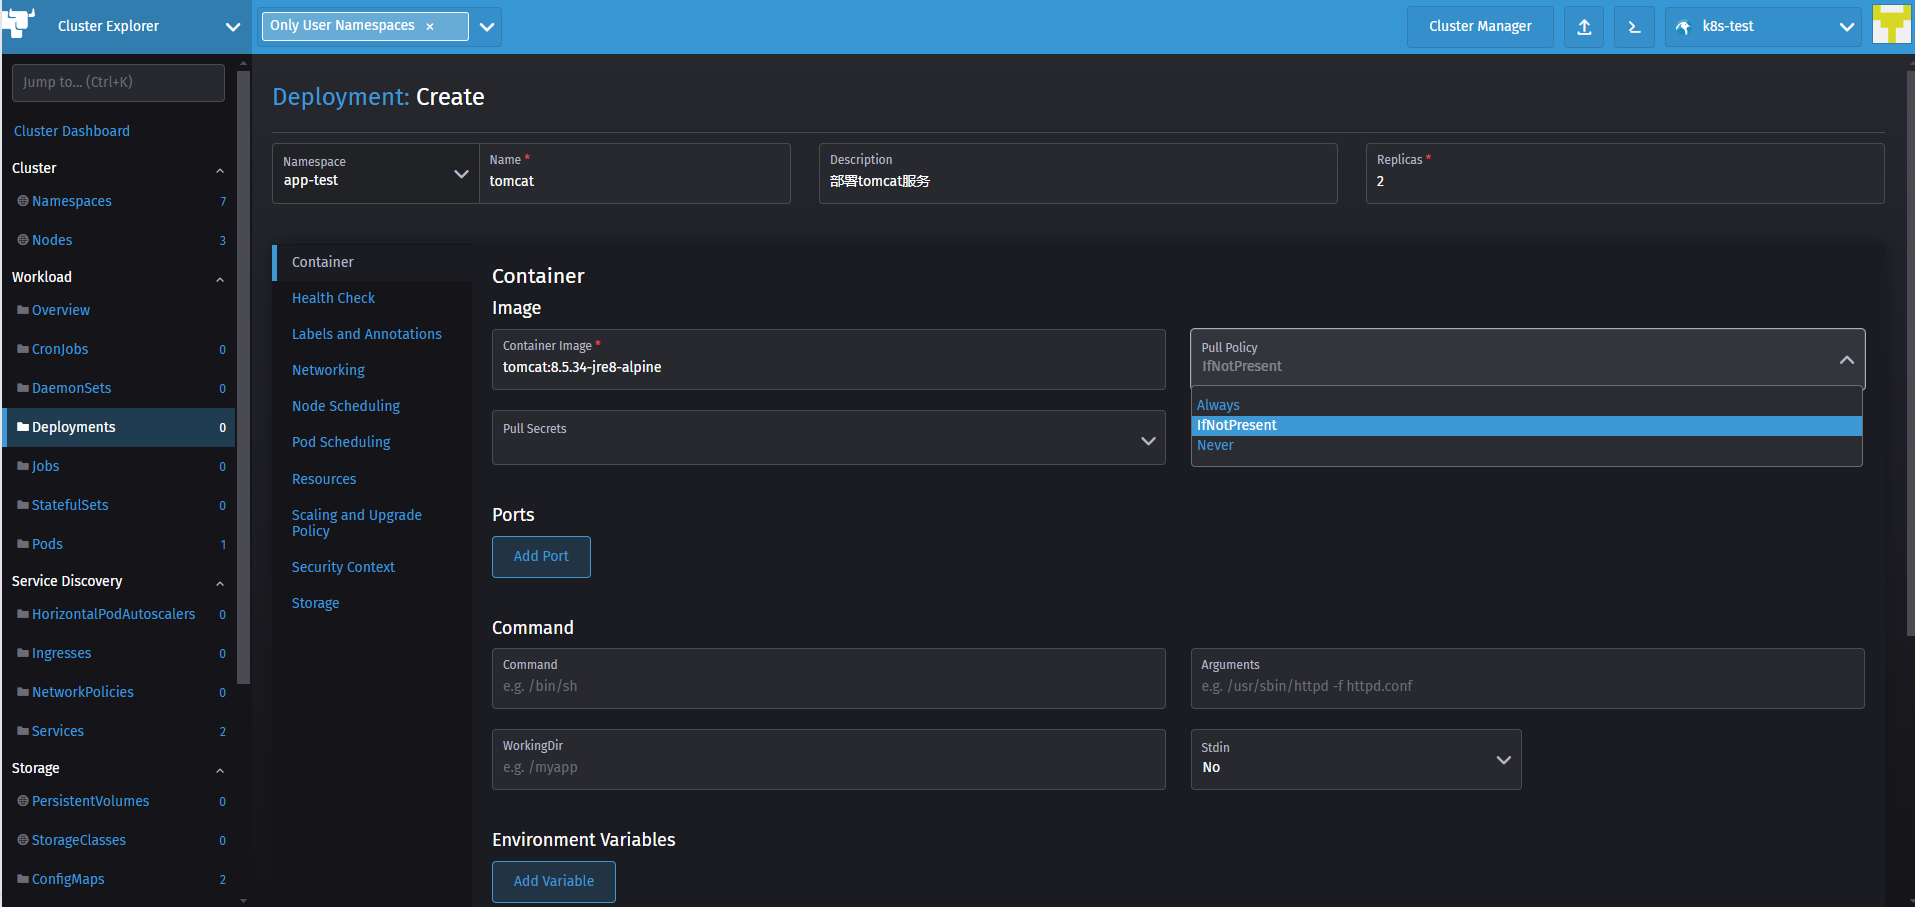 Cluster Explorer
Only User Namespaces ×
Cluster Manager
k8s-test
Jump to... (Ctrl+K)
Cluster Dashboard
Cluster
Namespaces 7
Nodes 3
Workload
Overview
CronJobs 0
DaemonSets 0
Deployments 0
Jobs 0
StatefulSets 0
Pods 1
Service Discovery
HorizontalPodAutoscalers 0
Ingresses 0
NetworkPolicies 0
Services 2
Storage
PersistentVolumes 0
StorageClasses 0
ConfigMaps 2
Deployment: Create
Namespace
app-test
Name *
tomcat
Description
部署tomcat服务
Replicas *
2
Container
Health Check
Labels and Annotations
Networking
Node Scheduling
Pod Scheduling
Resources
Scaling and Upgrade
Policy
Security Context
Storage
Container
Image
Container Image *
tomcat:8.5.34-jre8-alpine
Pull Policy
IfNotPresent
Always
IfNotPresent
Never
Pull Secrets
Ports
Add Port
Command
Command
e.g. /bin/sh
Arguments
e.g. /usr/sbin/httpd -f httpd.conf
WorkingDir
e.g. /myapp
Stdin
No
Environment Variables
Add Variable